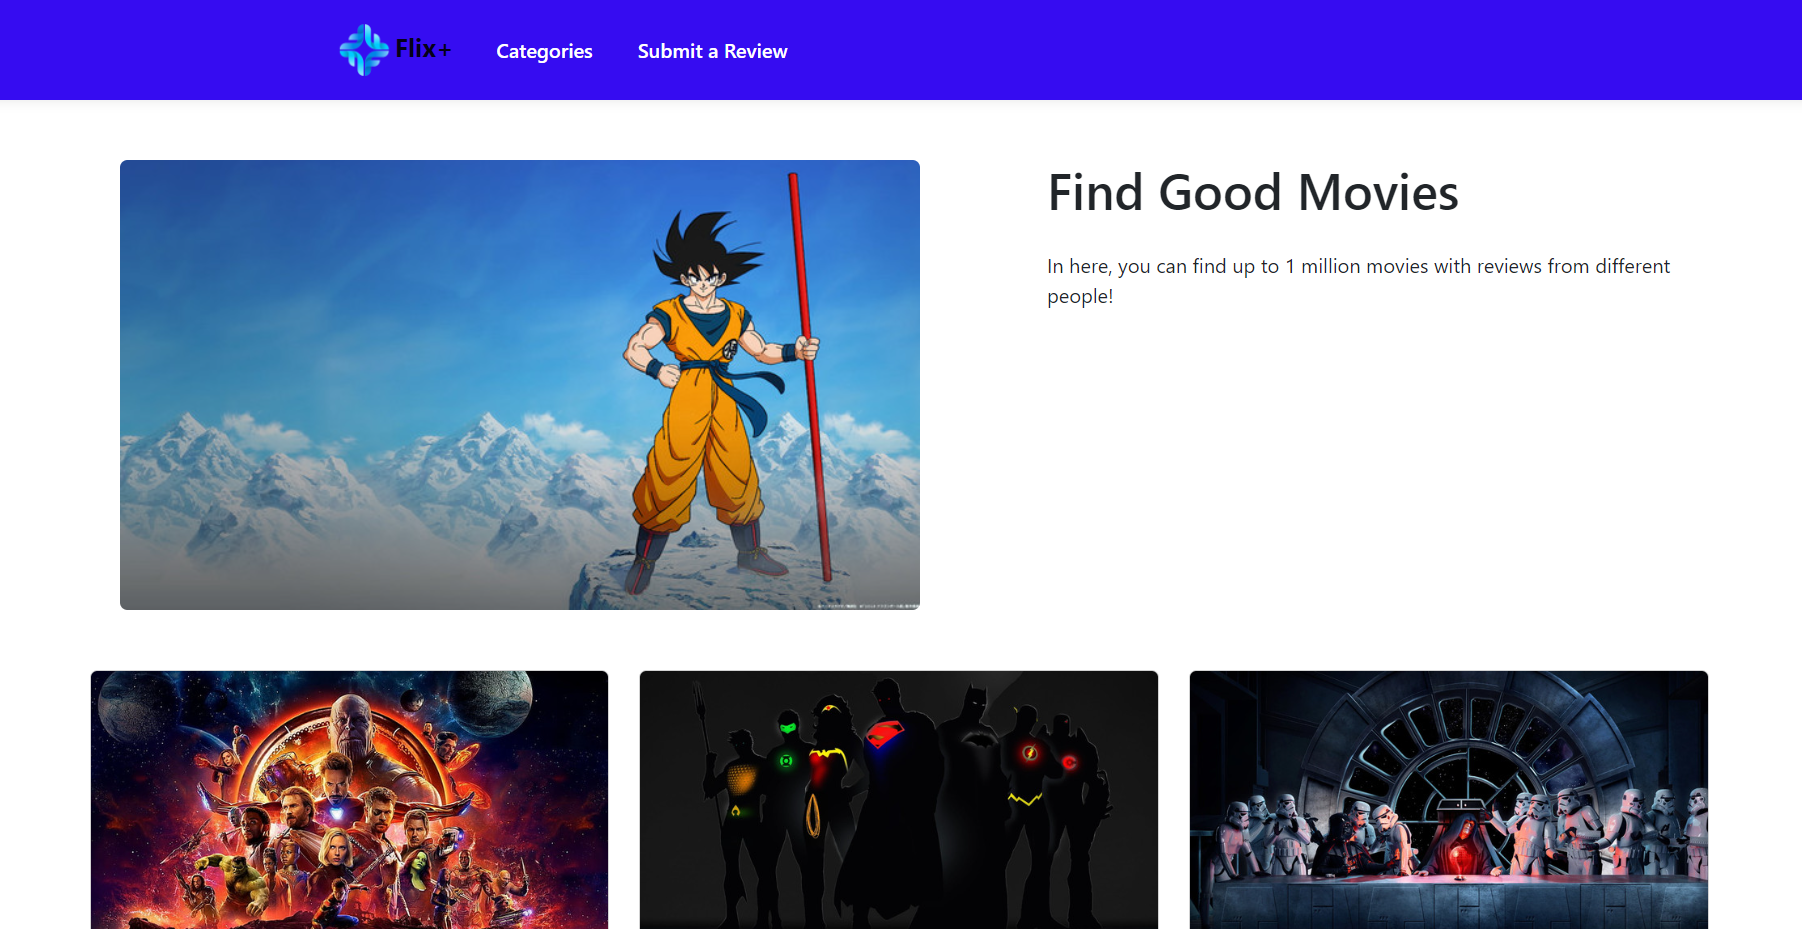 Flix+
Categories
Submit a Review
Find Good Movies
In here, you can find up to 1 million movies with reviews from different
people!